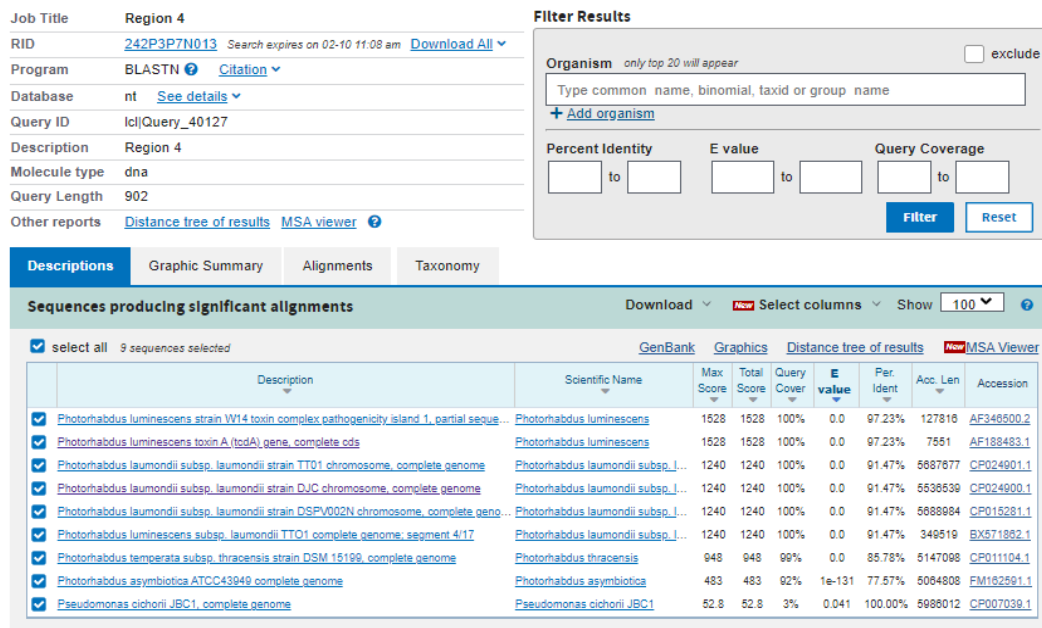 Job Title Region 4
RID 242P3P7N013 Search expires on 02-10 11:08 am Download All
Program BLASTN ? Citation
Database nt See details
Query ID lcl|Query_40127
Description Region 4
Molecule type dna
Query Length 902
Other reports Distance tree of results MSA viewer ?
Filter Results
Organism only top 20 will appear exclude
Type common name, binomial, taxid or group name
+ Add organism
Percent Identity E value Query Coverage
to to to
Filter Reset
Descriptions Graphic Summary Alignments Taxonomy
Sequences producing significant alignments Download New Select columns Show 100 ?
select all 9 sequences selected GenBank Graphics Distance tree of results New MSA Viewer
Description Scientific Name Max Score Total Score Query Cover E value Per. Ident Acc. Len Accession
Photorhabdus luminescens strain W14 toxin complex pathogenicity island 1, partial seque... Photorhabdus luminescens 1528 1528 100% 0.0 97.23% 127816 AF346500.2
Photorhabdus luminescens toxin A (tcdA) gene, complete cds Photorhabdus luminescens 1528 1528 100% 0.0 97.23% 7551 AF188483.1
Photorhabdus laumondii subsp. laumondii strain TT01 chromosome, complete genome Photorhabdus laumondii subsp. l... 1240 1240 100% 0.0 91.47% 5687677 CP024901.1
Photorhabdus laumondii subsp. laumondii strain DJC chromosome, complete genome Photorhabdus laumondii subsp. l... 1240 1240 100% 0.0 91.47% 5536539 CP024900.1
Photorhabdus laumondii subsp. laumondii strain DSPV002N chromosome, complete geno... Photorhabdus laumondii subsp. l... 1240 1240 100% 0.0 91.47% 5688984 CP015281.1
Photorhabdus luminescens subsp. laumondii TTO1 complete genome; segment 4/17 Photorhabdus laumondii subsp. l... 1240 1240 100% 0.0 91.47% 349519 BX571862.1
Photorhabdus temperata subsp. thracensis strain DSM 15199, complete genome Photorhabdus thracensis 948 948 99% 0.0 85.78% 5147098 CP011104.1
Photorhabdus asymbiotica ATCC43949 complete genome Photorhabdus asymbiotica 483 483 92% 1e-131 77.57% 5064808 FM162591.1
Pseudomonas cichorii JBC1, complete genome Pseudomonas cichorii JBC1 52.8 52.8 3% 0.041 100.00% 5986012 CP007039.1